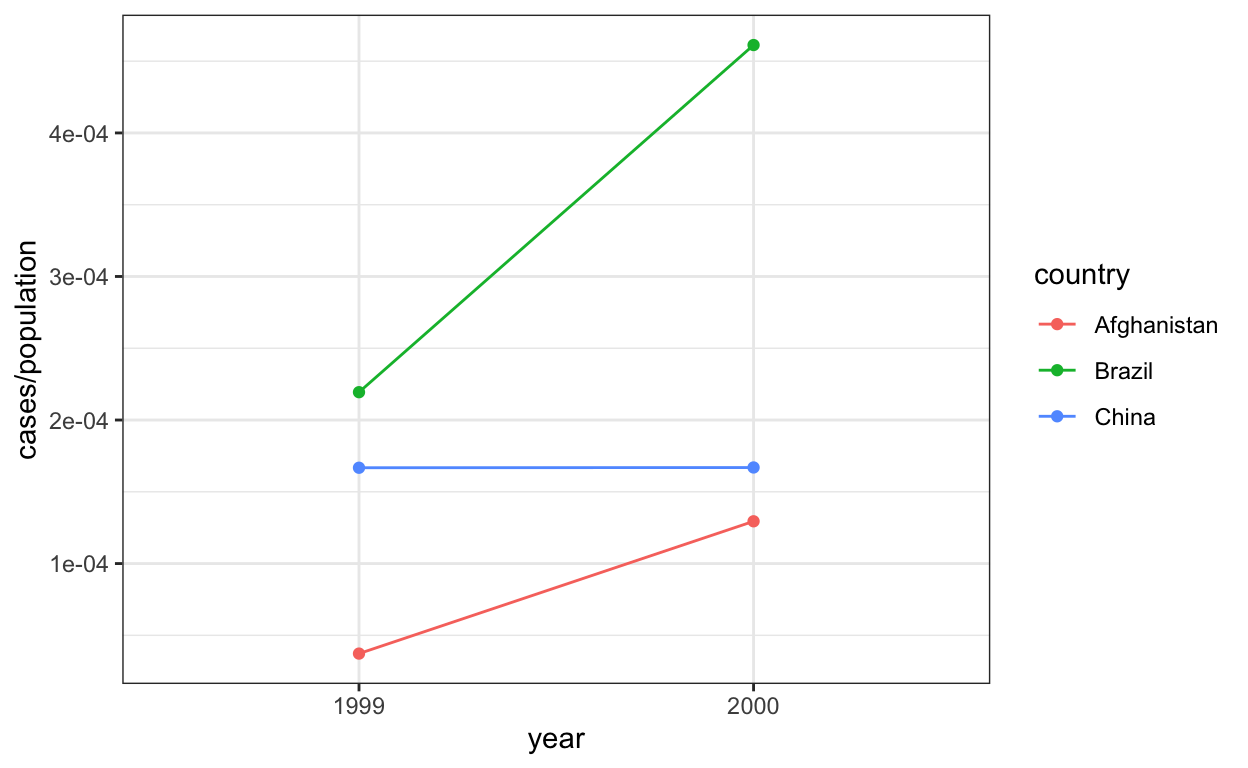 cases/population
4e-04
3e-04
2e-04
1e-04
1999 2000
year
country
Afghanistan
Brazil
China